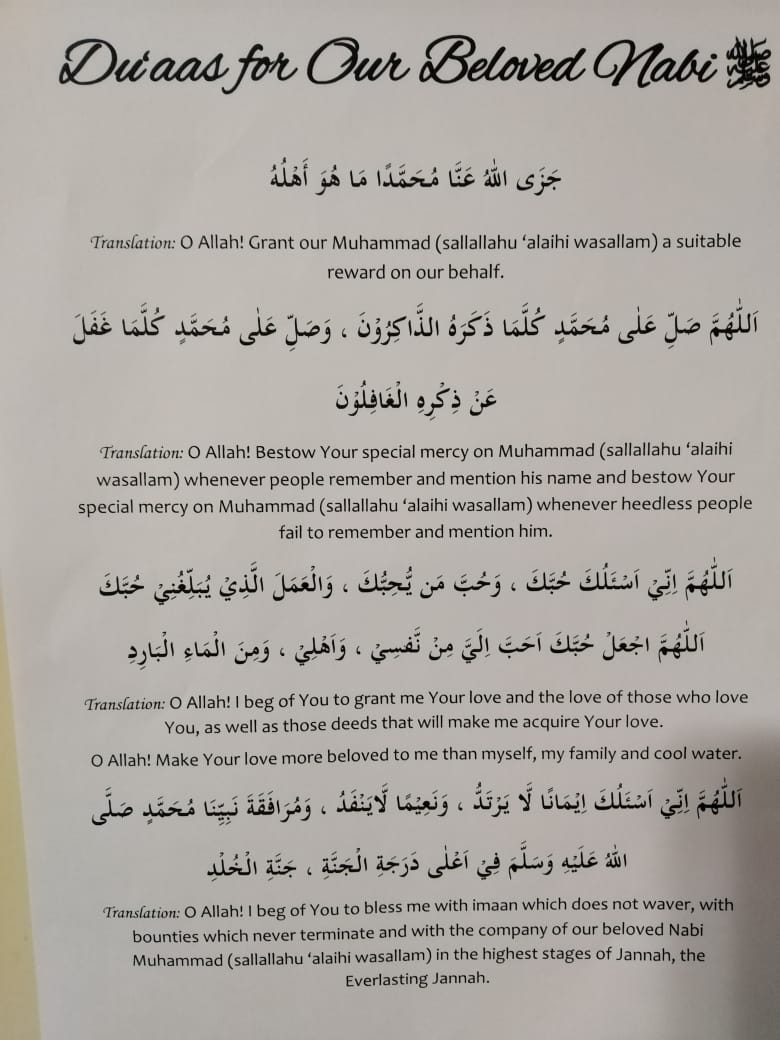 Du'aas for Our Beloved Nabi ﷺ
جَزَى اللهُ عَنَّا مُحَمَّدًا مَا هُوَ أَهْلُهُ
Translation: O Allah! Grant our Muhammad (sallallahu ‘alaihi wasallam) a suitable
reward on our behalf.
اَللّٰهُمَّ صَلِّ عَلٰى مُحَمَّدٍ كُلَّمَا ذَكَرَهُ الذَّاكِرُوْنَ ، وَصَلِّ عَلٰى مُحَمَّدٍ كُلَّمَا غَفَلَ
عَنْ ذِكْرِهِ الْغَافِلُوْنَ
Translation: O Allah! Bestow Your special mercy on Muhammad (sallallahu ‘alaihi
wasallam) whenever people remember and mention his name and bestow Your
special mercy on Muhammad (sallallahu ‘alaihi wasallam) whenever heedless people
fail to remember and mention him.
اَللّٰهُمَّ اِنِّيْ اَسْئَلُكَ حُبَّكَ ، وَحُبَّ مَن يُّحِبُّكَ ، وَالْعَمَلَ الَّذِيْ يُبَلِّغُنِيْ حُبَّكَ
اَللّٰهُمَّ اجْعَلْ حُبَّكَ اَحَبَّ اِلَيَّ مِنْ نَّفسِيْ ، وَاَهْلِيْ ، وَمِنَ الْمَاءِ الْبَارِدِ
Translation: O Allah! I beg of You to grant me Your love and the love of those who love
You, as well as those deeds that will make me acquire Your love.
O Allah! Make Your love more beloved to me than myself, my family and cool water.
اَللّٰهُمَّ اِنِّيْ اَسْئَلُكَ اِيْمَانًا لَّا يَرْتَدُّ ، وَنَعِيْمًا لَّايَنْفَدُ ، وَمُرَافَقَةَ نَبِيِّنَا مُحَمَّدٍ صَلَّى
اللهُ عَلَيْهِ وَسَلَّمَ فِيْ اَعْلٰى دَرَجَةِ الْجَنَّةِ ، جَنَّةِ الْخُلْدِ
Translation: O Allah! I beg of You to bless me with imaan which does not waver, with
bounties which never terminate and with the company of our beloved Nabi
Muhammad (sallallahu ‘alaihi wasallam) in the highest stages of Jannah, the
Everlasting Jannah.